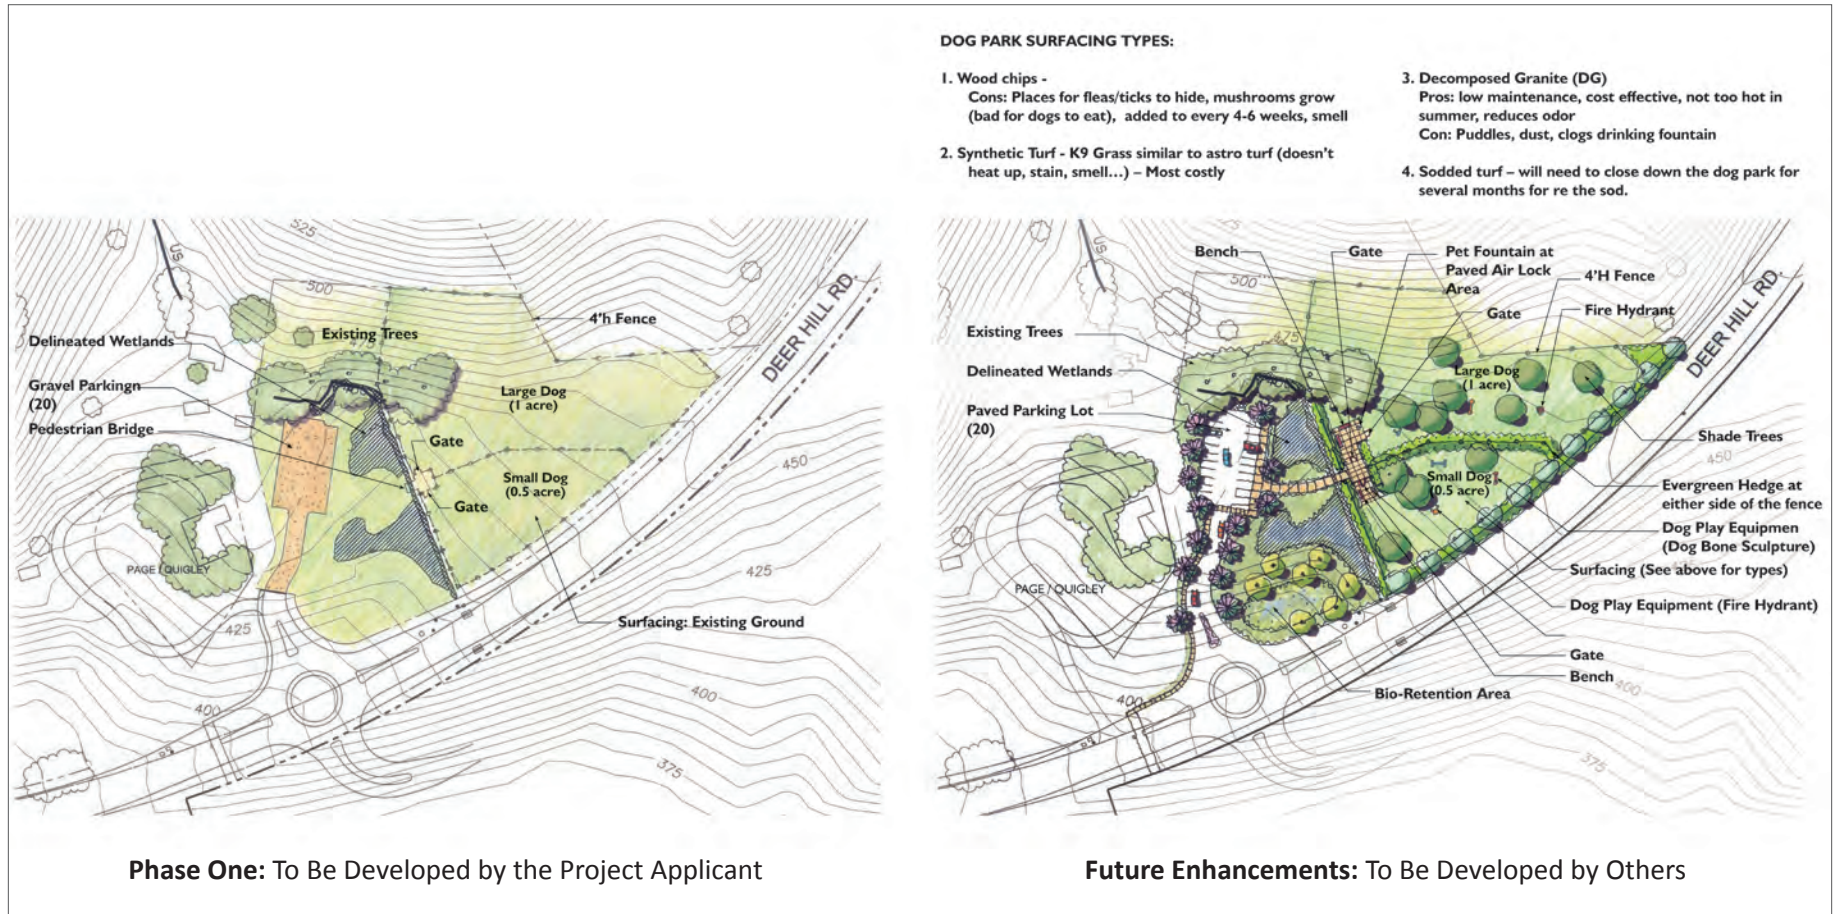 DOG PARK SURFACING TYPES:
1. Wood chips -
Cons: Places for fleas/ticks to hide, mushrooms grow
(bad for dogs to eat), added to every 4-6 weeks, smell
2. Synthetic Turf - K9 Grass similar to astro turf (doesn't
heat up, stain, smell...) – Most costly
3. Decomposed Granite (DG)
Pros: low maintenance, cost effective, not too hot in
summer, reduces odor
Con: Puddles, dust, clogs drinking fountain
4. Sodded turf – will need to close down the dog park for
several months for re the sod.
525
US
500
4'h Fence
DEER HILL RD.
Existing Trees
Delineated Wetlands
Gravel Parkingn
(20)
Large Dog
(1 acre)
Pedestrian Bridge
Gate
450
Small Dog
(0.5 acre)
Gate
PAGE / QUIGLEY
425
425
Surfacing: Existing Ground
400
400
375
US
Bench
Gate
Pet Fountain at
Paved Air Lock
Area
4'H Fence
500
DEER HILL RD.
Gate
Fire Hydrant
Existing Trees
475
Delineated Wetlands
Large Dog
(1 acre)
Paved Parking Lot
(20)
Shade Trees
450
Small Dog
(0.5 acre)
Evergreen Hedge at
either side of the fence
Dog Play Equipmen
(Dog Bone Sculpture)
Surfacing (See above for types)
PAGE / QUIGLEY
Dog Play Equipment (Fire Hydrant)
Gate
Bench
400
Bio-Retention Area
400
375
Phase One: To Be Developed by the Project Applicant
Future Enhancements: To Be Developed by Others